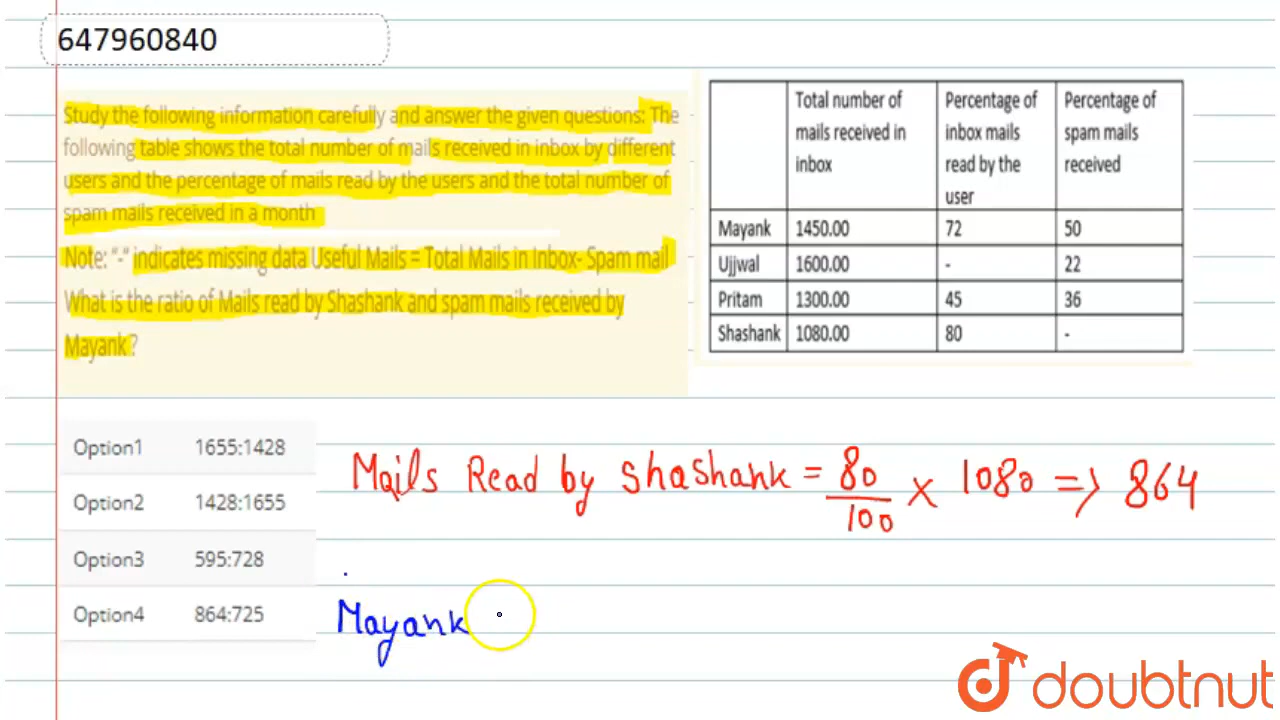 647960840
Study the following information carefully and answer the given questions: The
following table shows the total number of mails received in inbox by different
users and the percentage of mails read by the users and the total number of
spam mails received in a month
Note: "-" indicates missing data Useful Mails = Total Mails in Inbox- Spam mail
What is the ratio of Mails read by Shashank and spam mails received by
Mayank ?
Total number of mails received in inbox Percentage of inbox mails read by the user Percentage of spam mails received
Mayank 1450.00 72 50
Ujjwal 1600.00 - 22
Pritam 1300.00 45 36
Shashank 1080.00 80 -
Option1 1655:1428
Option2 1428:1655
Option3 595:728
Option4 864:725
Mails Read by Shashank = 80/100 × 1080 => 864
Mayank
doubtnut